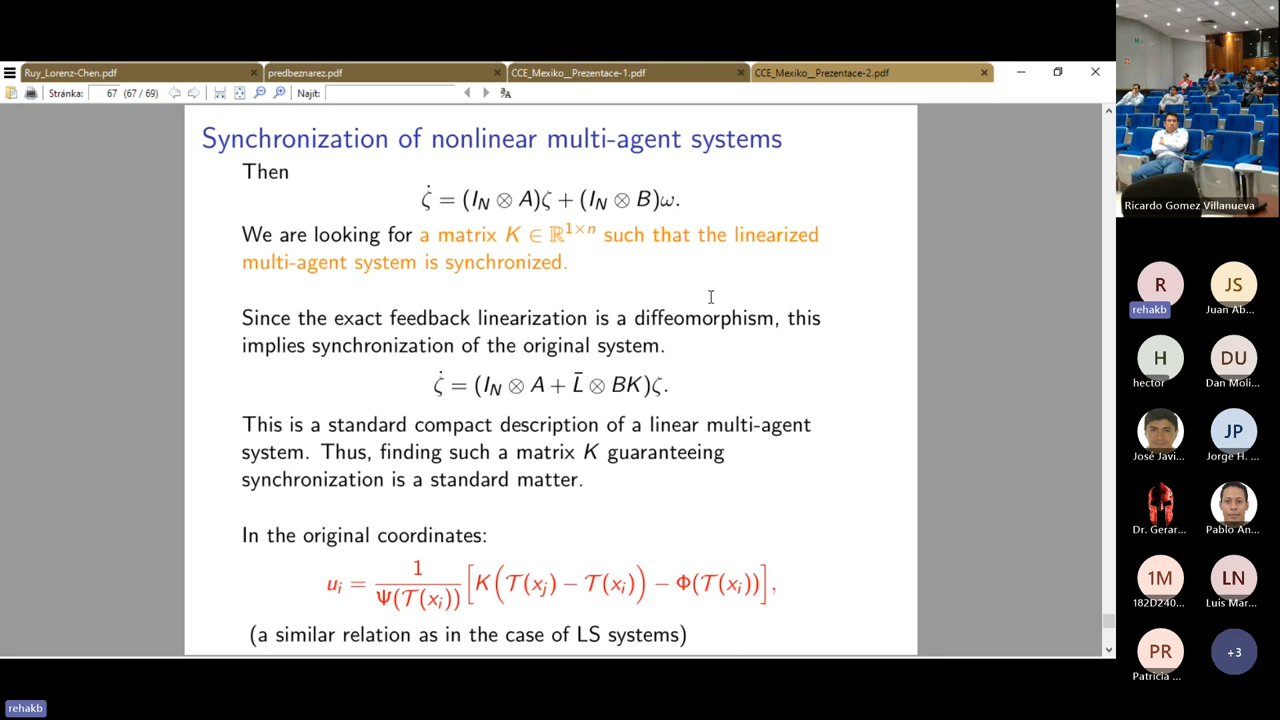 Ruy_Lorenz-Chen.pdf
predbeznarez.pdf
CCE_Mexiko__Prezentace-1.pdf
CCE_Mexiko__Prezentace-2.pdf
Stránka: 67 (67 / 69)
Najít:
Synchronization of nonlinear multi-agent systems
Then
ζ̇ = (I_N ⊗ A)ζ + (I_N ⊗ B)ω.
We are looking for a matrix K ∈ ℝ^{1×n} such that the linearized
multi-agent system is synchronized.
Since the exact feedback linearization is a diffeomorphism, this
implies synchronization of the original system.
ζ̇ = (I_N ⊗ A + L̄ ⊗ BK)ζ.
This is a standard compact description of a linear multi-agent
system. Thus, finding such a matrix K guaranteeing
synchronization is a standard matter.
In the original coordinates:
u_i = 1/Ψ(𝒯(x_i)) [K(𝒯(x_j) − 𝒯(x_i)) − Φ(𝒯(x_i))],
(a similar relation as in the case of LS systems)
Ricardo Gomez Villanueva
R
rehakb
JS
Juan Ab...
H
hector
DU
Dan Moli...
José Javi...
JP
Jorge H. ...
Dr. Gerar...
Pablo An...
1M
182D240...
LN
Luis Mar...
PR
Patricia ...
+3
rehakb